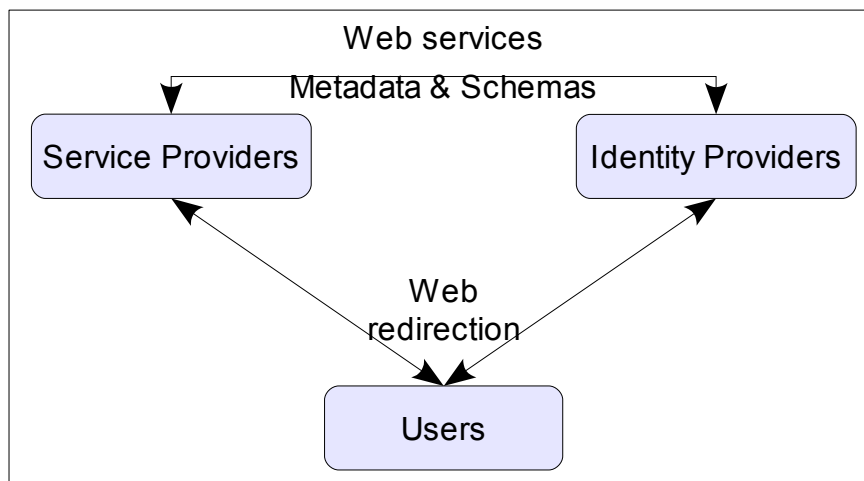 Web services
Metadata & Schemas
Service Providers
Identity Providers
Web
redirection
Users